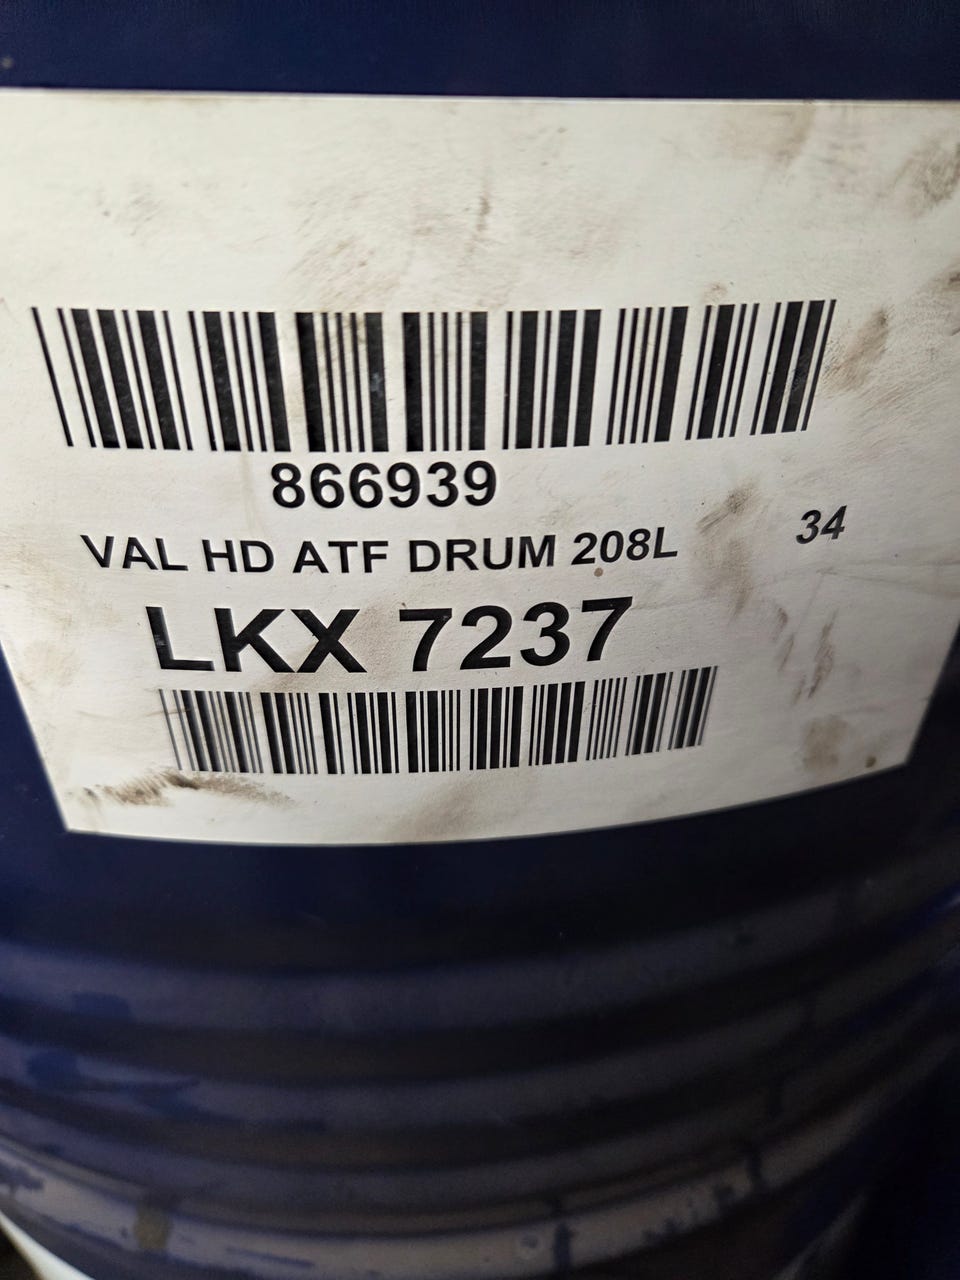 866939
VAL HD ATF DRUM 208L 34
LKX 7237